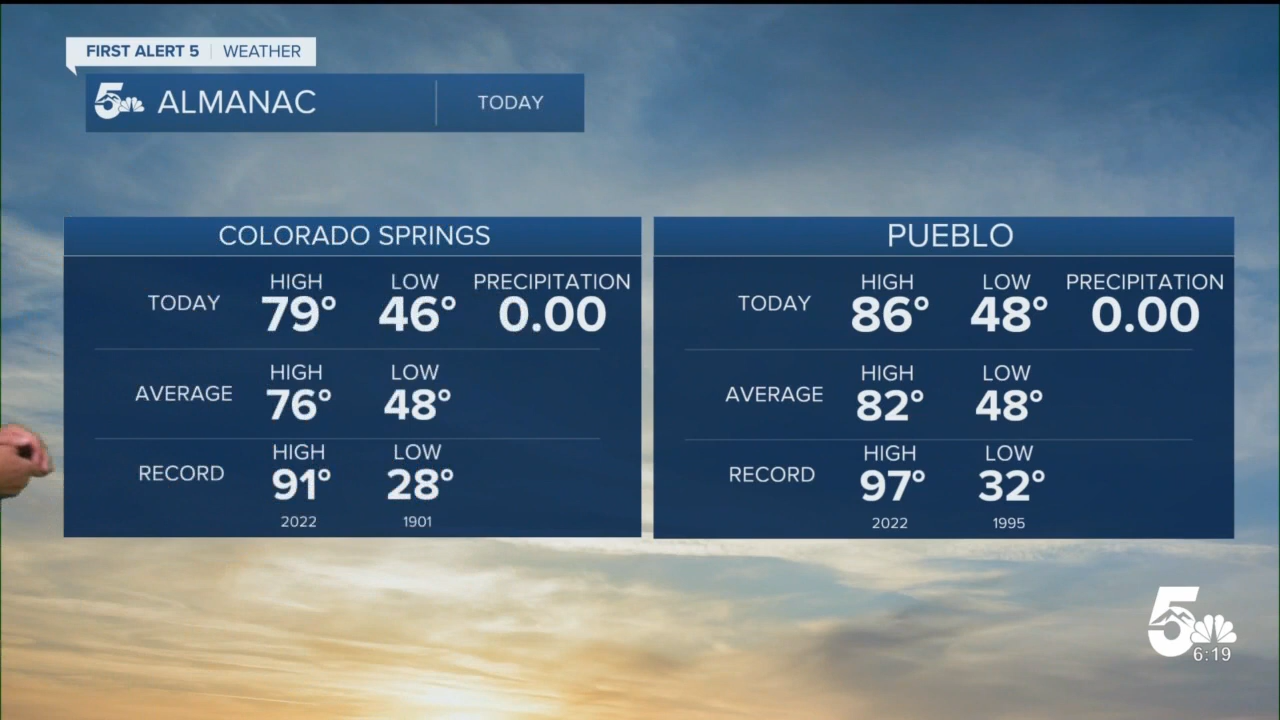 FIRST ALERT 5 | WEATHER
5 ALMANAC TODAY
COLORADO SPRINGS
HIGH LOW PRECIPITATION
TODAY 79° 46° 0.00
HIGH LOW
AVERAGE 76° 48°
HIGH LOW
RECORD 91° 28°
2022 1901
PUEBLO
HIGH LOW PRECIPITATION
TODAY 86° 48° 0.00
HIGH LOW
AVERAGE 82° 48°
HIGH LOW
RECORD 97° 32°
2022 1995
5
6:19